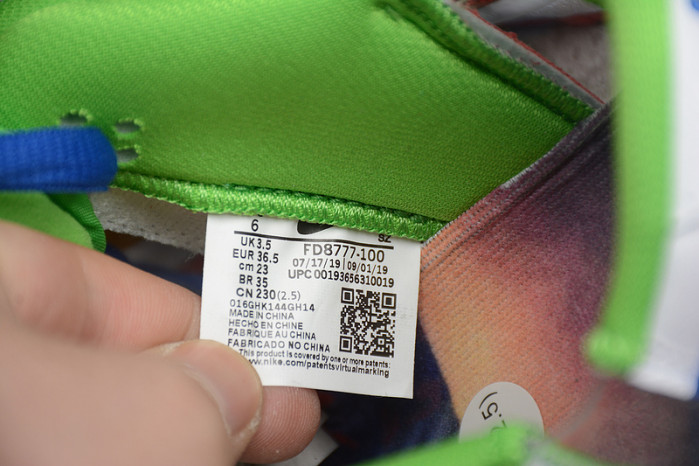 6 SZ
UK 3.5
EUR 36.5
cm 23
BR 35
CN 230 (2.5)
FD8777-100
07/17/19 | 09/01/19
UPC 00193656310019
016GHK144GH14
MADE IN CHINA
HECHO EN CHINE
FABRIQUE AU CHINE
FABRICADO NO CHINA
This product is covered by one or more patents:
www.nike.com/patentsvirtualmarking